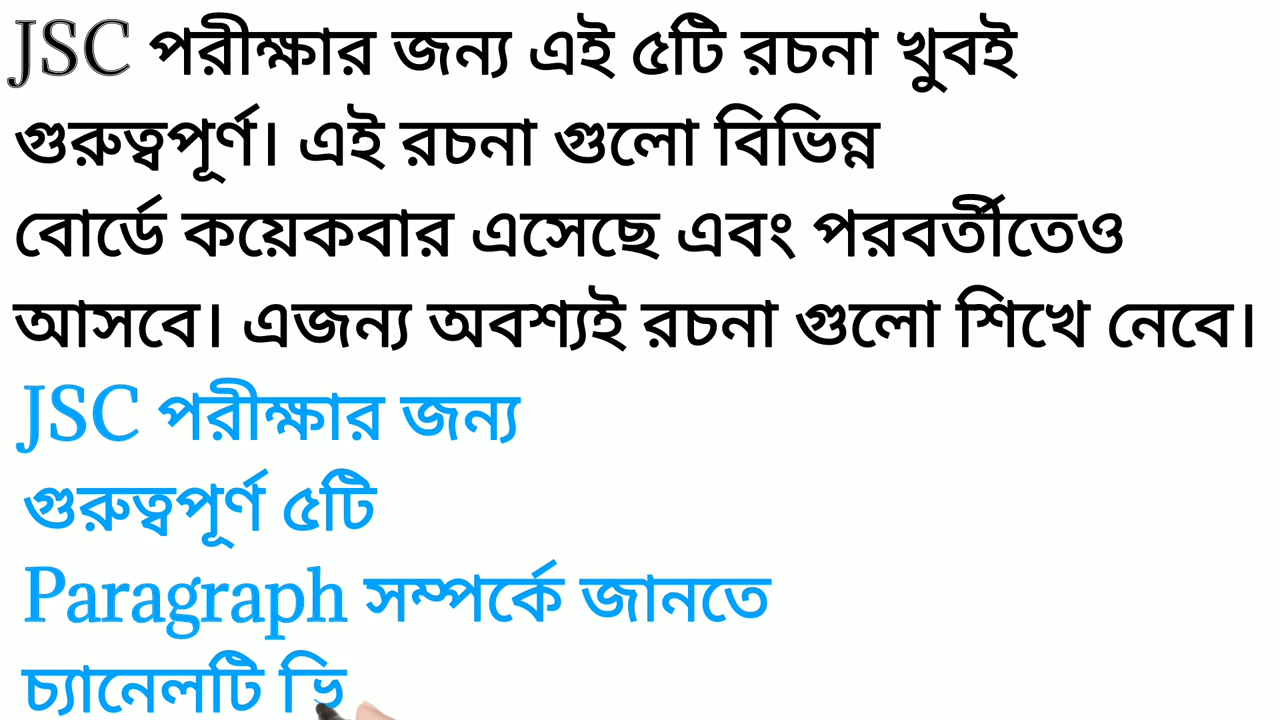 JSC পরীক্ষার জন্য এই ৫টি রচনা খুবই
গুরুত্বপূর্ণ। এই রচনা গুলো বিভিন্ন
বোর্ডে কয়েকবার এসেছে এবং পরবর্তীতেও
আসবে। এজন্য অবশ্যই রচনা গুলো শিখে নেবে।
JSC পরীক্ষার জন্য
গুরুত্বপূর্ণ ৫টি
Paragraph সম্পর্কে জানতে
চ্যানেলটি ভি